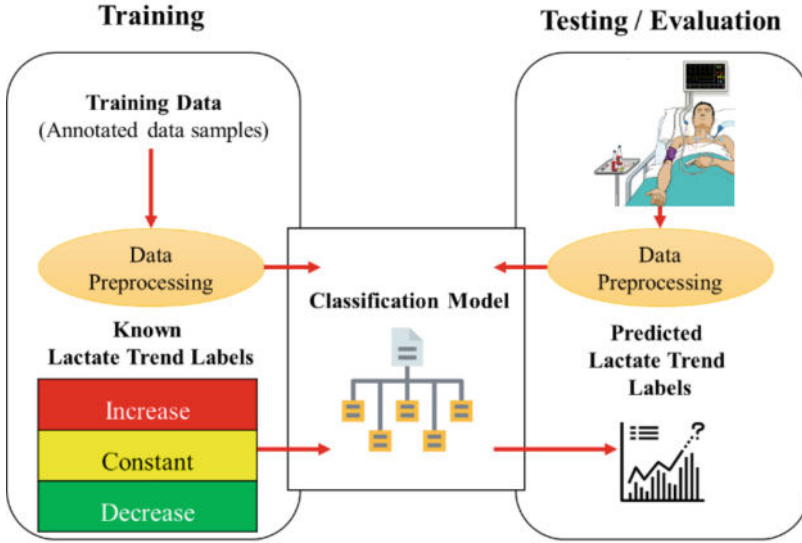 Training
Training Data
(Annotated data samples)
Data
Preprocessing
Known
Lactate Trend Labels
Increase
Constant
Decrease
Classification Model
Testing / Evaluation
Data
Preprocessing
Predicted
Lactate Trend
Labels
?